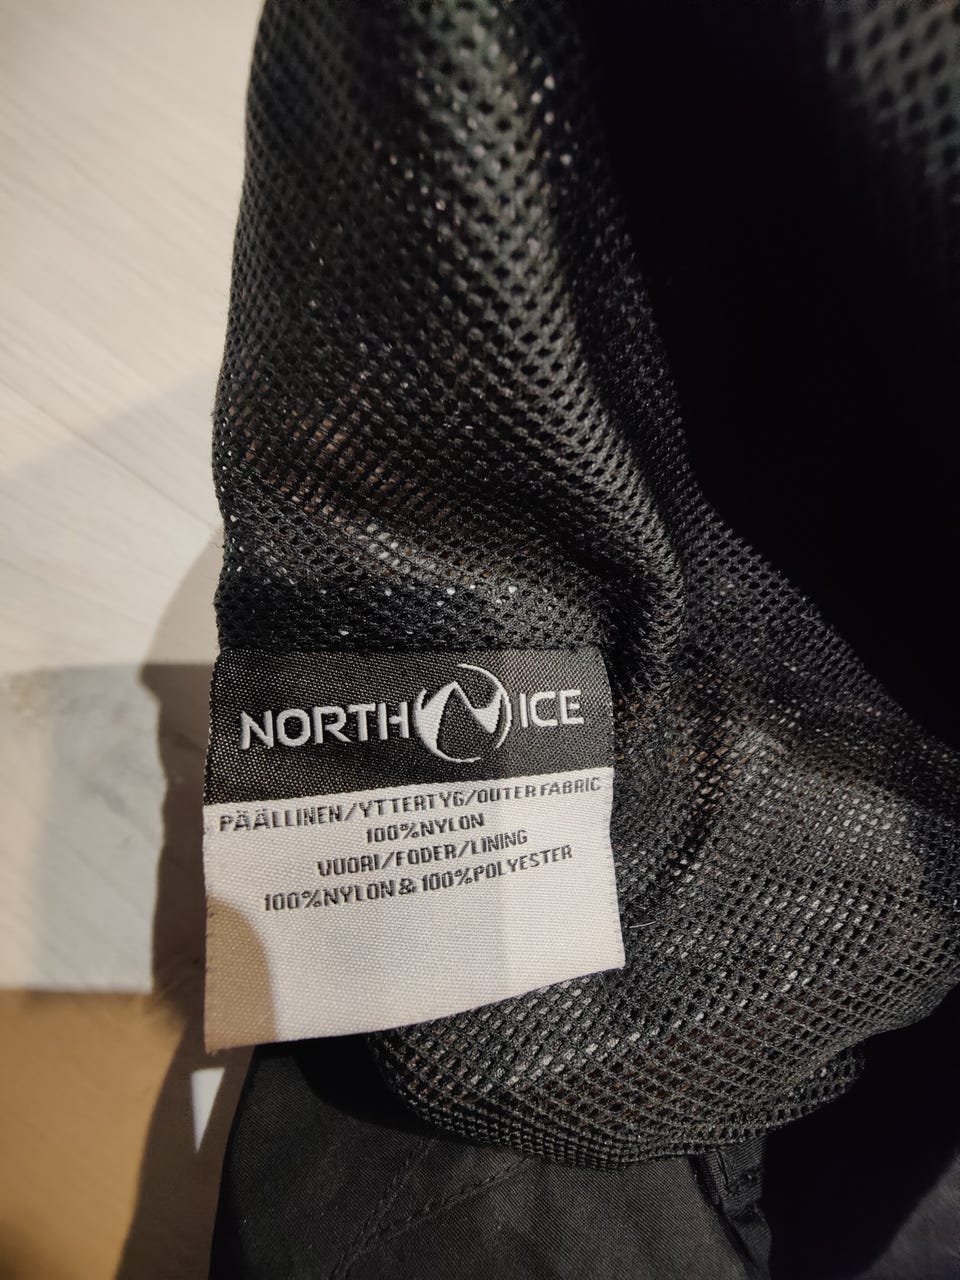 NORTH ICE
PÄÄLLINEN/YTTERTYG/OUTER FABRIC
100%NYLON
VUORI/FODER/LINING
100%NYLON & 100%POLYESTER